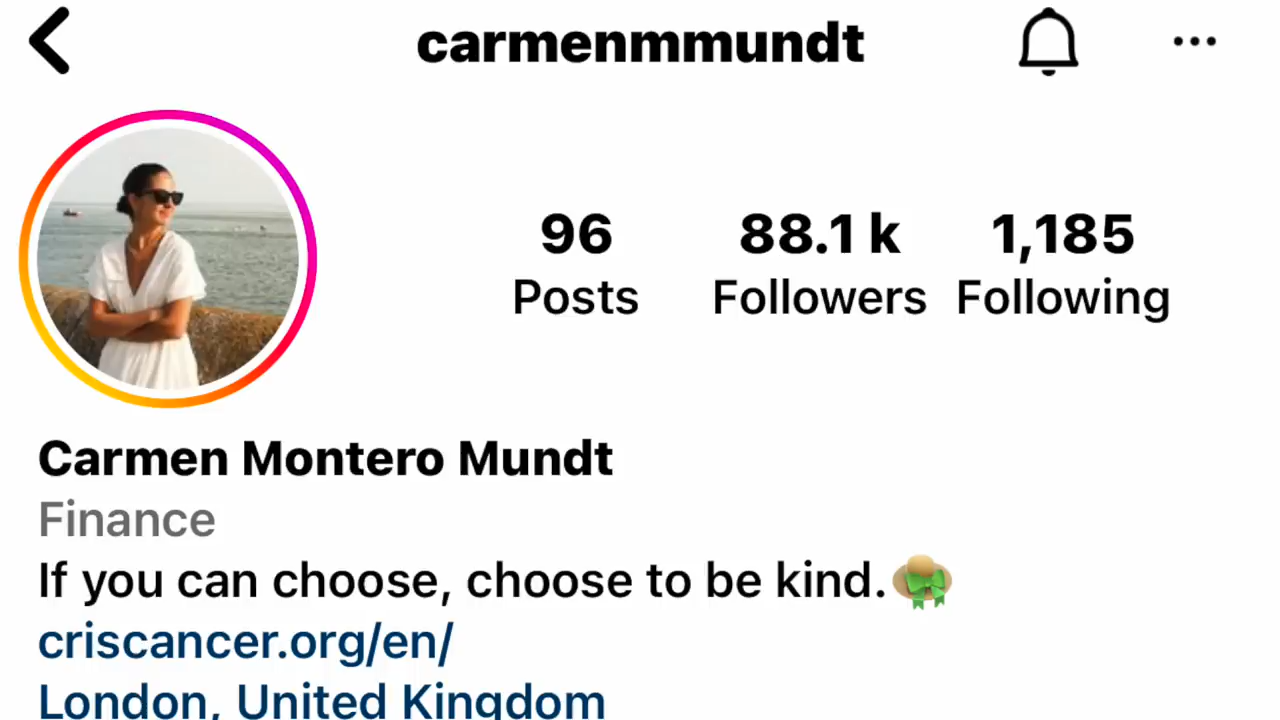 carmenmmundt
96 88.1 k 1,185
Posts Followers Following
Carmen Montero Mundt
Finance
If you can choose, choose to be kind.👒
criscancer.org/en/
London, United Kingdom